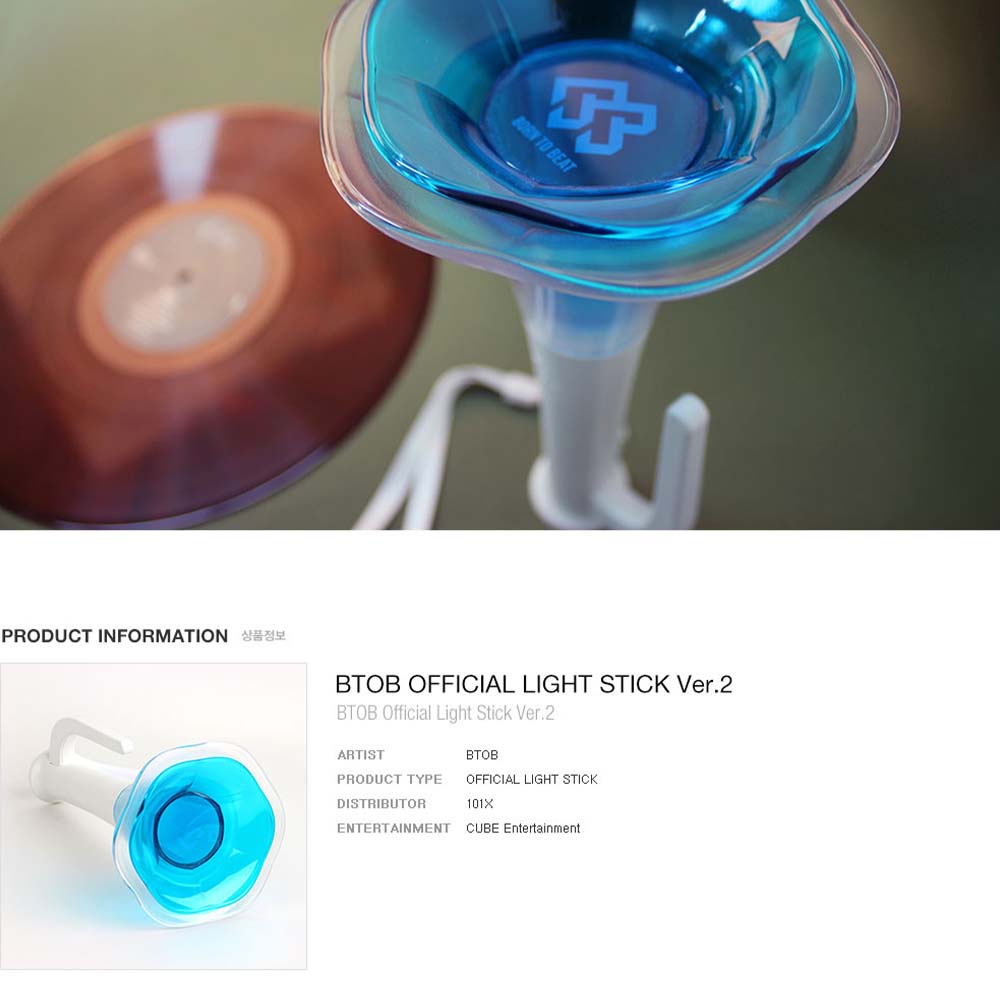 BORN TO BEAT
PRODUCT INFORMATION 상품정보
BTOB OFFICIAL LIGHT STICK Ver.2
BTOB Official Light Stick Ver.2
ARTIST BTOB
PRODUCT TYPE OFFICIAL LIGHT STICK
DISTRIBUTOR 101X
ENTERTAINMENT CUBE Entertainment